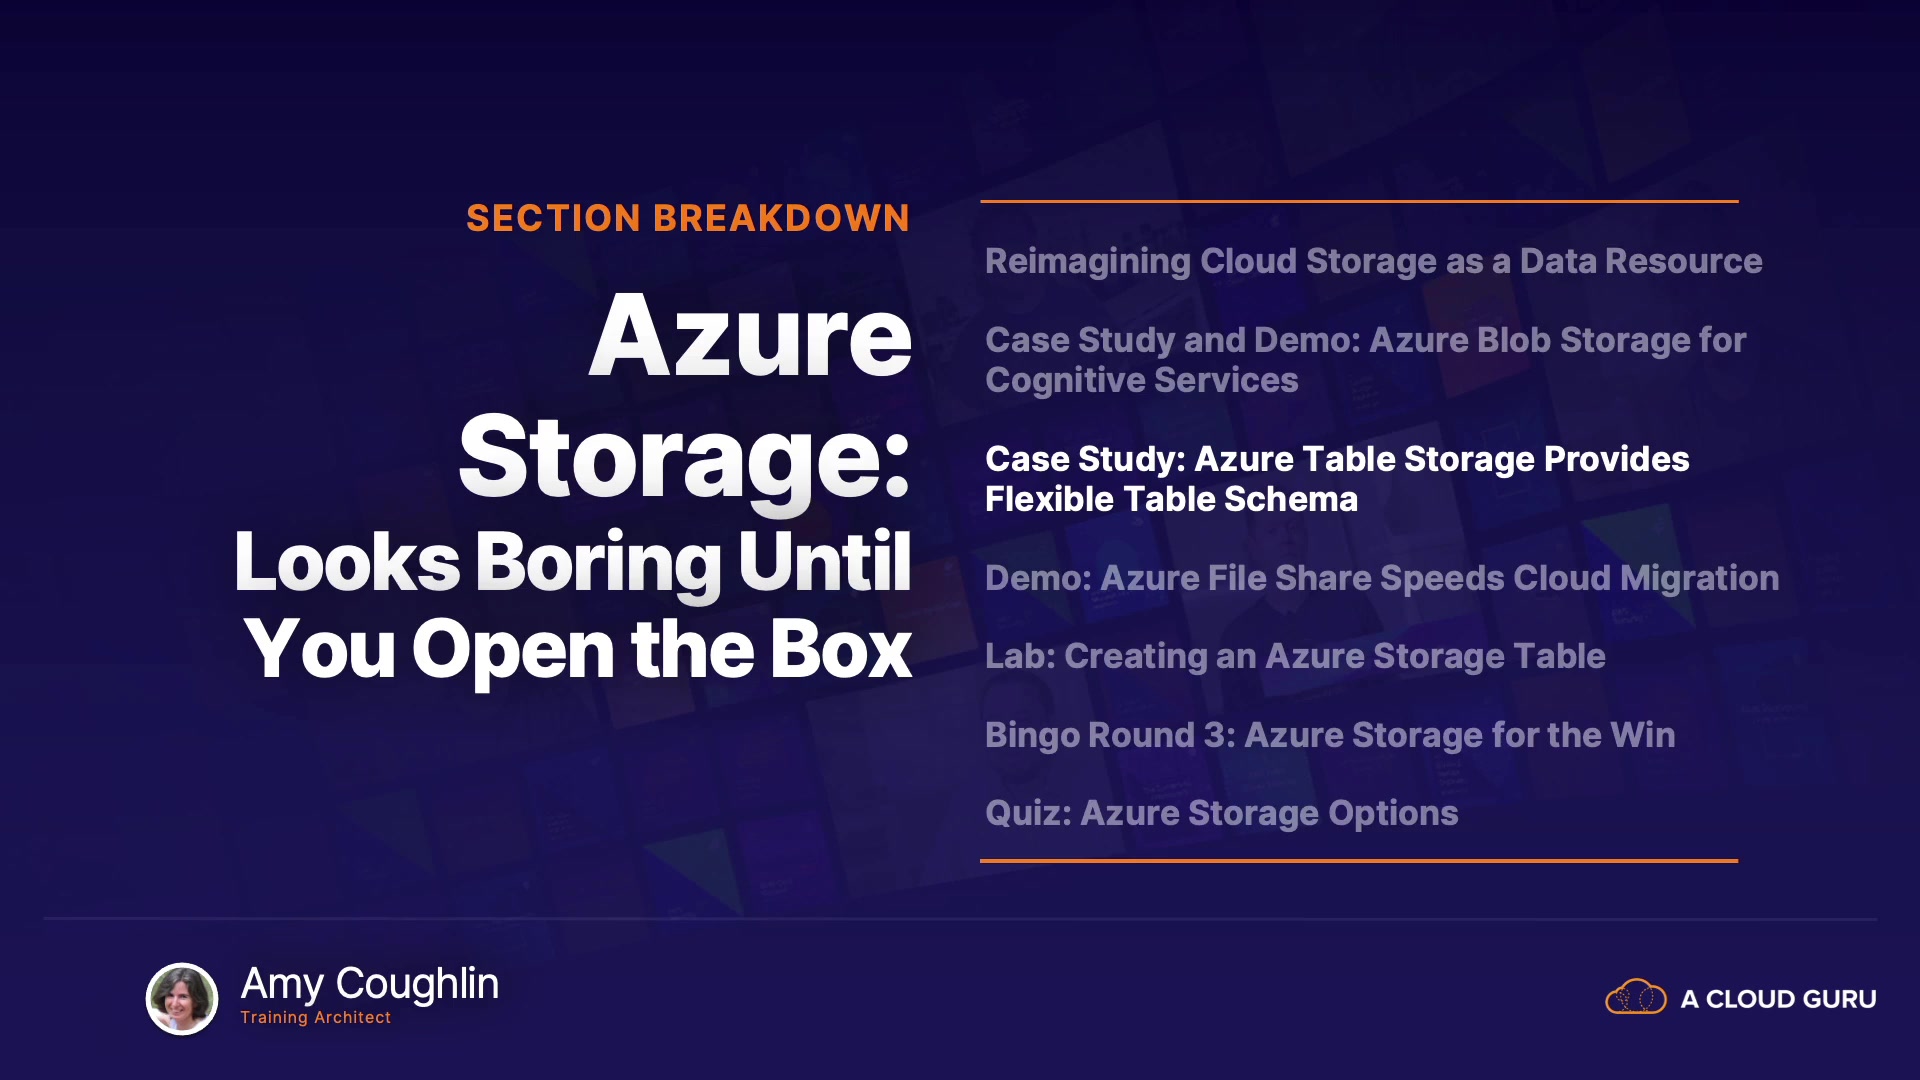 SECTION BREAKDOWN
Azure
Storage:
Looks Boring Until
You Open the Box
Reimagining Cloud Storage as a Data Resource
Case Study and Demo: Azure Blob Storage for
Cognitive Services
Case Study: Azure Table Storage Provides
Flexible Table Schema
Demo: Azure File Share Speeds Cloud Migration
Lab: Creating an Azure Storage Table
Bingo Round 3: Azure Storage for the Win
Quiz: Azure Storage Options
Amy Coughlin
Training Architect
A CLOUD GURU